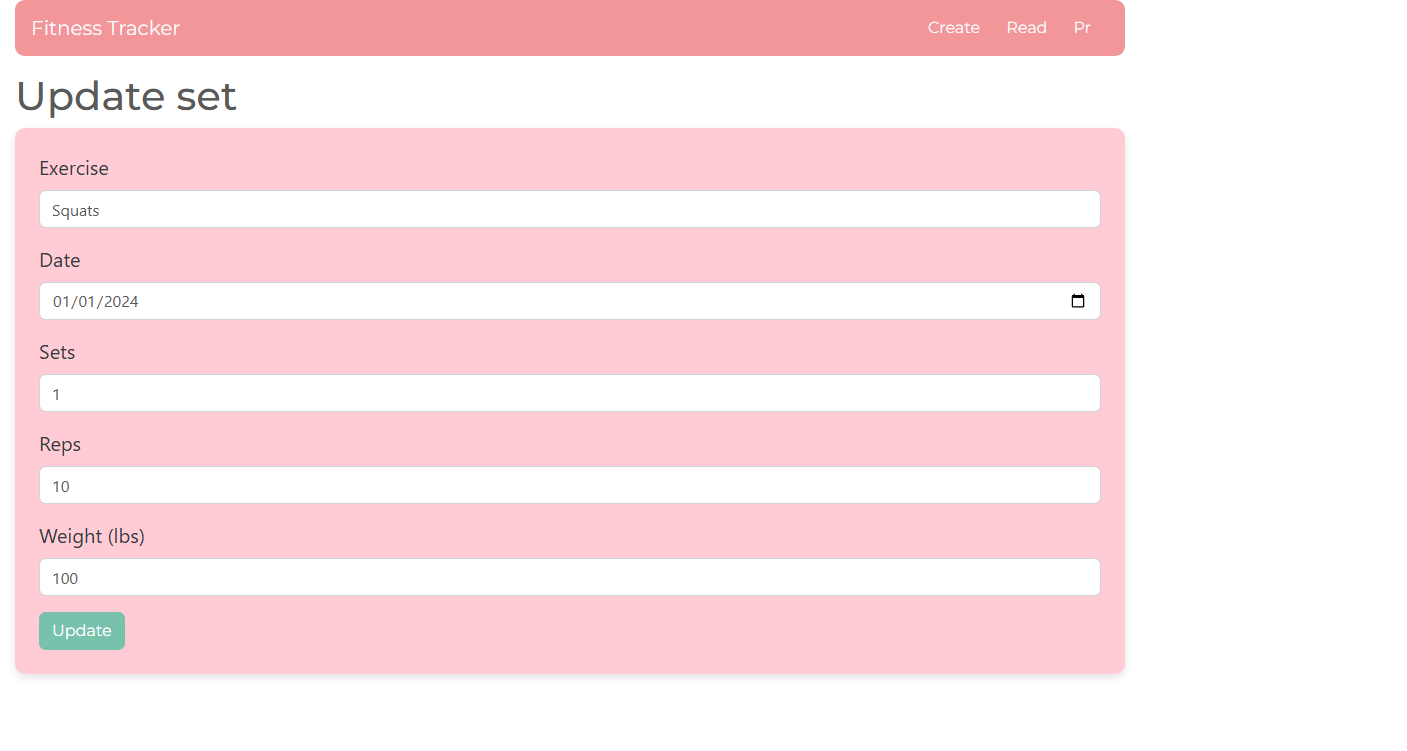 Fitness Tracker Create Read Pr
Update set
Exercise
Squats
Date
01/01/2024
Sets
1
Reps
10
Weight (lbs)
100
Update